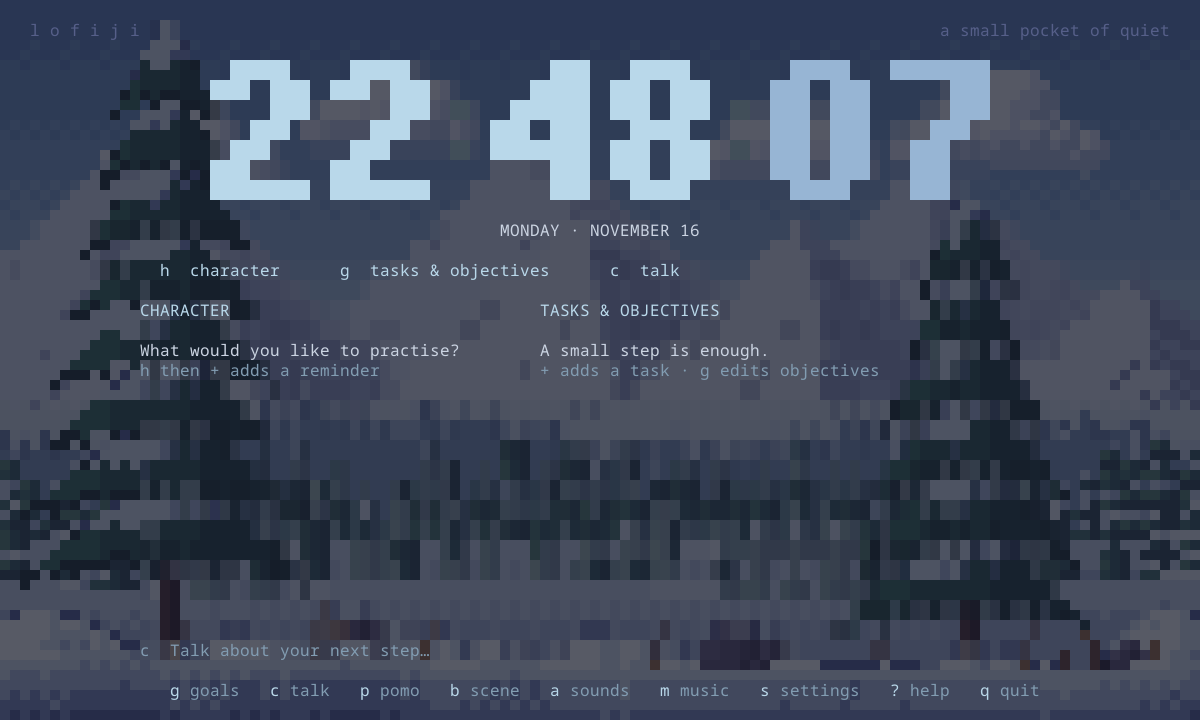 lofiji
a small pocket of quiet
22 48 07
MONDAY · NOVEMBER 16
h character g tasks & objectives c talk
CHARACTER
TASKS & OBJECTIVES
What would you like to practise?
h then + adds a reminder
A small step is enough.
+ adds a task · g edits objectives
c Talk about your next step…
g goals c talk p pomo b scene a sounds m music s settings ? help q quit